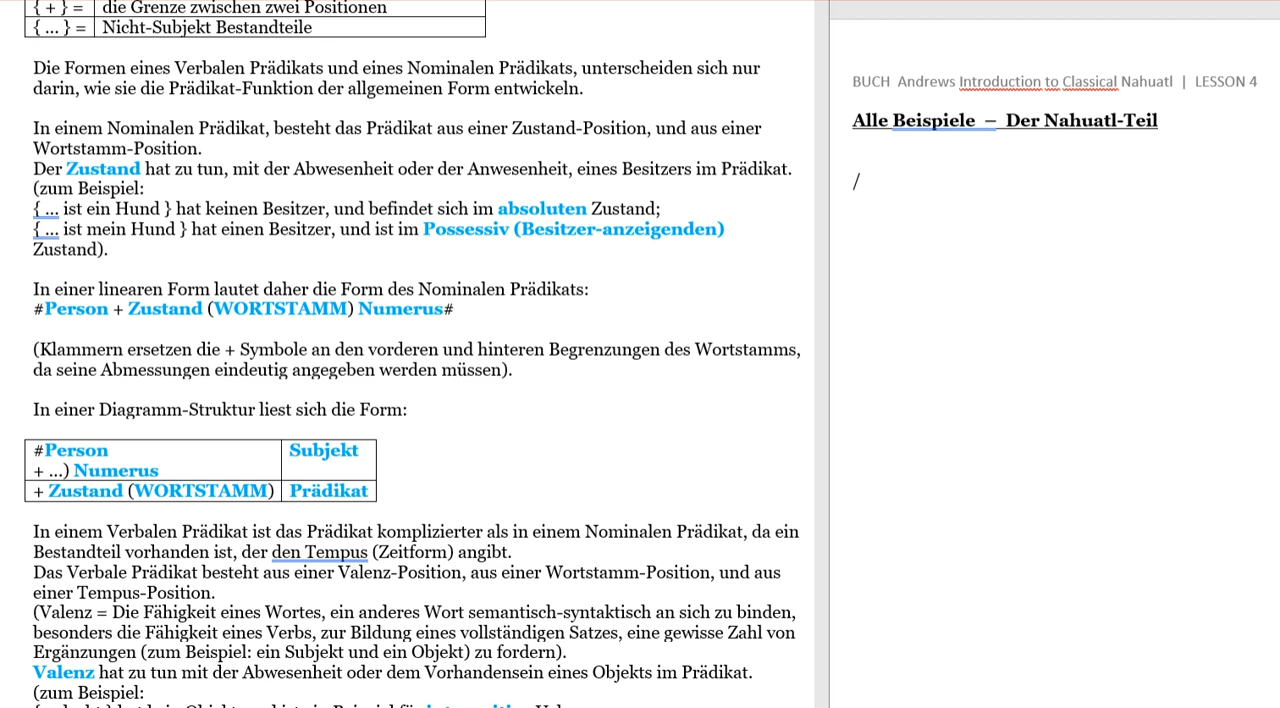 { + } = die Grenze zwischen zwei Positionen
{ ... } = Nicht-Subjekt Bestandteile
Die Formen eines Verbalen Prädikats und eines Nominalen Prädikats, unterscheiden sich nur
darin, wie sie die Prädikat-Funktion der allgemeinen Form entwickeln.
In einem Nominalen Prädikat, besteht das Prädikat aus einer Zustand-Position, und aus einer
Wortstamm-Position.
Der Zustand hat zu tun, mit der Abwesenheit oder der Anwesenheit, eines Besitzers im Prädikat.
(zum Beispiel:
{ ... ist ein Hund } hat keinen Besitzer, und befindet sich im absoluten Zustand;
{ ... ist mein Hund } hat einen Besitzer, und ist im Possessiv (Besitzer-anzeigenden)
Zustand).
In einer linearen Form lautet daher die Form des Nominalen Prädikats:
#Person + Zustand (WORTSTAMM) Numerus#
(Klammern ersetzen die + Symbole an den vorderen und hinteren Begrenzungen des Wortstamms,
da seine Abmessungen eindeutig angegeben werden müssen).
In einer Diagramm-Struktur liest sich die Form:
#Person Subjekt
+ ...) Numerus
+ Zustand (WORTSTAMM) Prädikat
In einem Verbalen Prädikat ist das Prädikat komplizierter als in einem Nominalen Prädikat, da ein
Bestandteil vorhanden ist, der den Tempus (Zeitform) angibt.
Das Verbale Prädikat besteht aus einer Valenz-Position, aus einer Wortstamm-Position, und aus
einer Tempus-Position.
(Valenz = Die Fähigkeit eines Wortes, ein anderes Wort semantisch-syntaktisch an sich zu binden,
besonders die Fähigkeit eines Verbs, zur Bildung eines vollständigen Satzes, eine gewisse Zahl von
Ergänzungen (zum Beispiel: ein Subjekt und ein Objekt) zu fordern).
Valenz hat zu tun mit der Abwesenheit oder dem Vorhandensein eines Objekts im Prädikat.
(zum Beispiel:
BUCH Andrews Introduction to Classical Nahuatl | LESSON 4
Alle Beispiele – Der Nahuatl-Teil
/